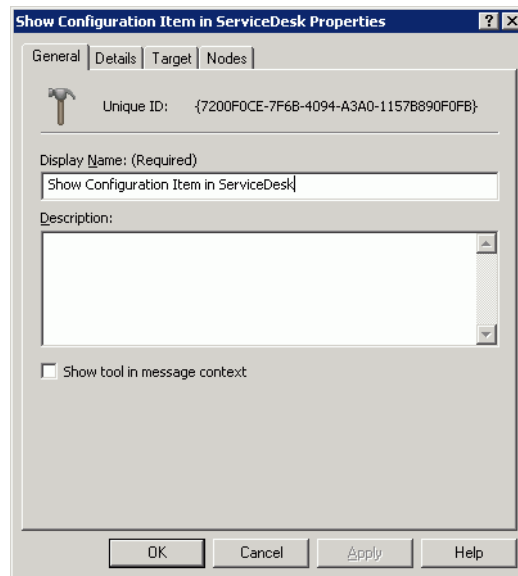 Show Configuration Item in ServiceDesk Properties
General Details Target Nodes
Unique ID: {7200F0CE-7F6B-4094-A3A0-1157B890F0FB}
Display Name: (Required)
Show Configuration Item in ServiceDesk
Description:
Show tool in message context
OK Cancel Apply Help